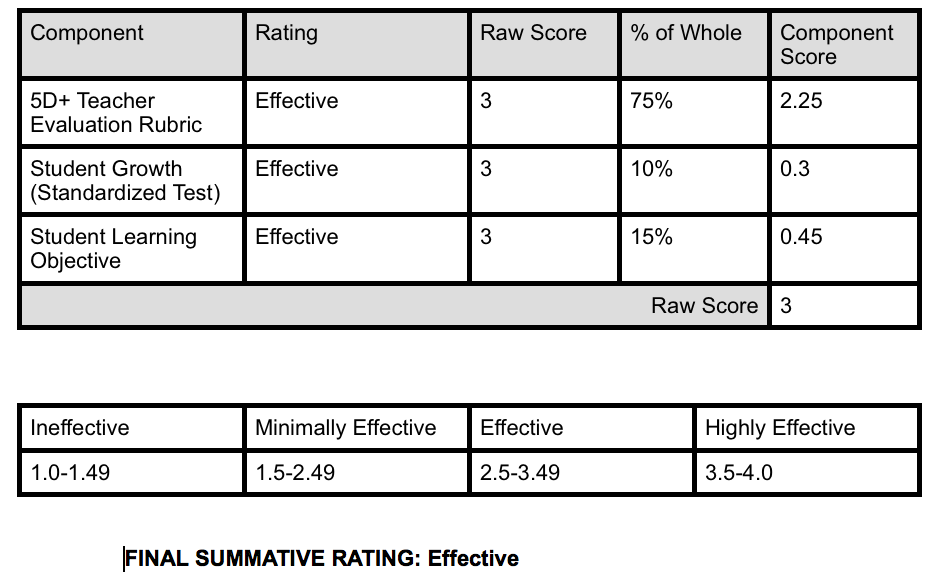 Component Rating Raw Score % of Whole Component
Score
5D+ Teacher Effective 3 75% 2.25
Evaluation Rubric
Student Growth Effective 3 10% 0.3
(Standardized Test)
Student Learning Effective 3 15% 0.45
Objective
Raw Score 3
Ineffective Minimally Effective Effective Highly Effective
1.0-1.49 1.5-2.49 2.5-3.49 3.5-4.0
FINAL SUMMATIVE RATING: Effective